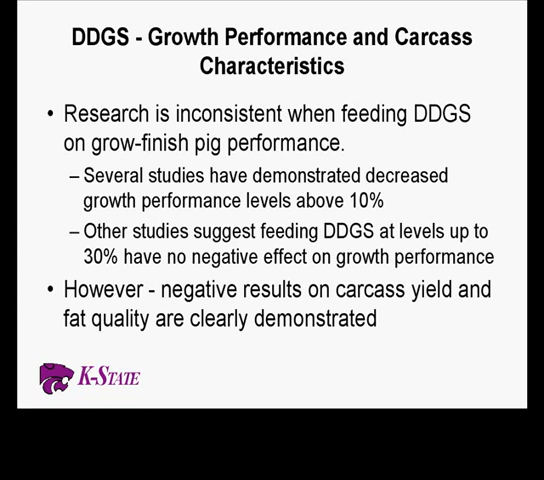 DDGS - Growth Performance and Carcass
Characteristics
• Research is inconsistent when feeding DDGS
on grow-finish pig performance.
– Several studies have demonstrated decreased
growth performance levels above 10%
– Other studies suggest feeding DDGS at levels up to
30% have no negative effect on growth performance
• However - negative results on carcass yield and
fat quality are clearly demonstrated
K-STATE